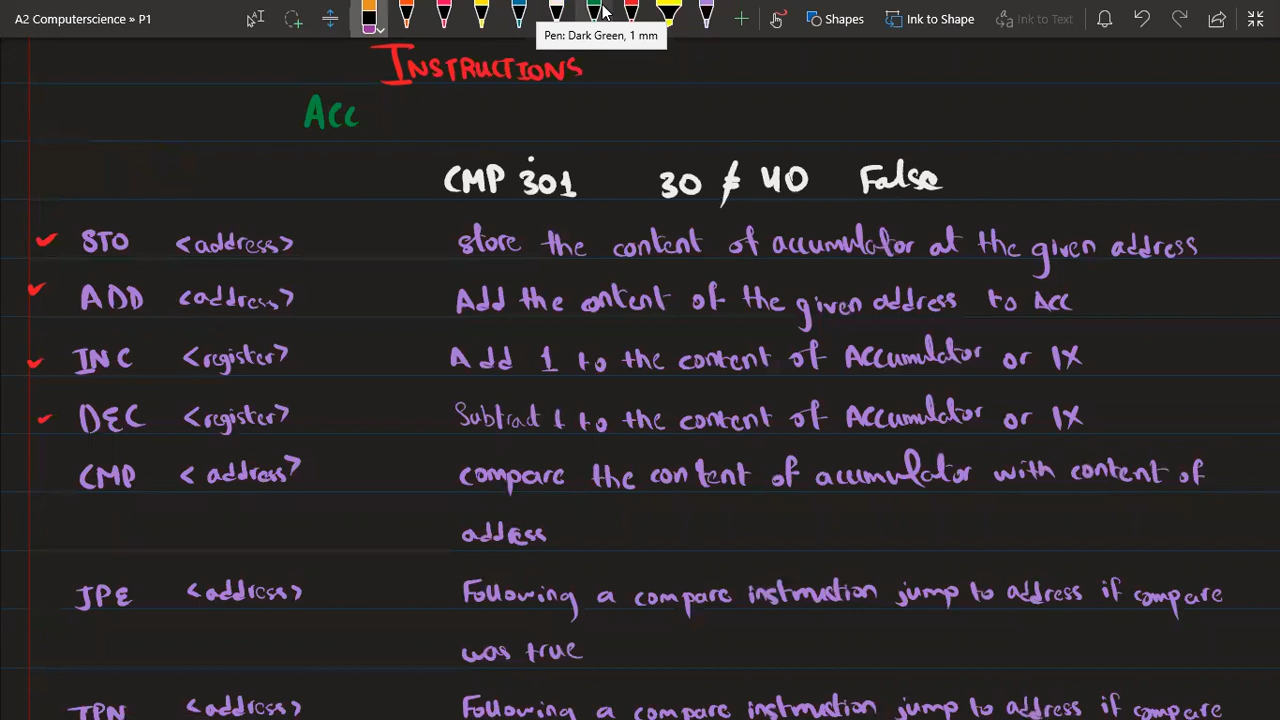 A2 Computerscience » P1
Shapes
Ink to Shape
Ink to Text
Pen: Dark Green, 1 mm
INSTRUCTIONS
Acc
CMP 301 30 ≠ 40 False
STO <address> store the content of accumulator at the given address
ADD <address> Add the content of the given address to Acc
INC <register> Add 1 to the content of Accumulator or IX
DEC <register> Subtract 1 to the content of Accumulator or IX
CMP <address> compare the content of accumulator with content of
address
JPE <address> Following a compare instruction jump to address if compare
was true
JPN <address> Following a compare instruction jump to address if compare